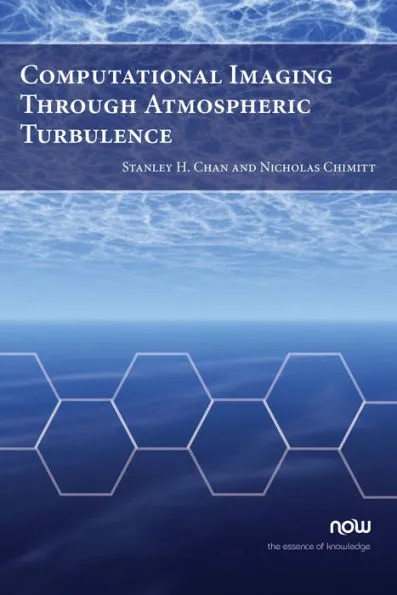 Computational Imaging
Through Atmospheric
Turbulence
Stanley H. Chan and Nicholas Chimitt
now
the essence of knowledge